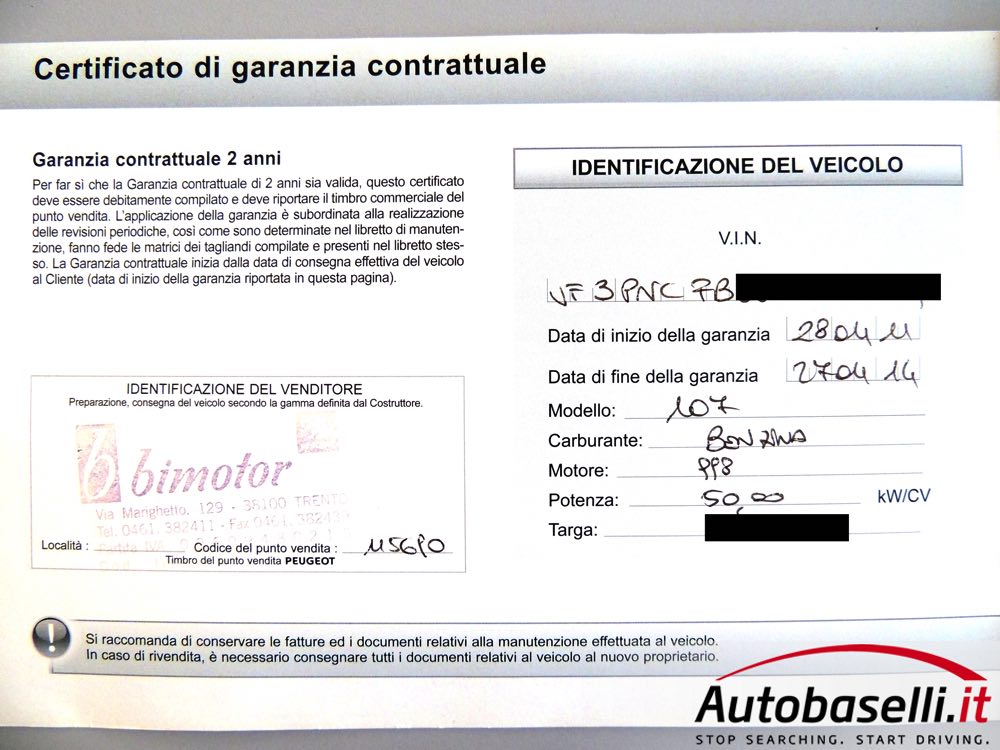 Certificato di garanzia contrattuale
Garanzia contrattuale 2 anni
Per far sì che la Garanzia contrattuale di 2 anni sia valida, questo certificato
deve essere debitamente compilato e deve riportare il timbro commerciale del
punto vendita. L'applicazione della garanzia è subordinata alla realizzazione
delle revisioni periodiche, così come sono determinate nel libretto di manuten-
zione, fanno fede le matrici dei tagliandi compilate e presenti nel libretto stes-
so. La Garanzia contrattuale inizia dalla data di consegna effettiva del veicolo
al Cliente (data di inizio della garanzia riportata in questa pagina).
IDENTIFICAZIONE DEL VENDITORE
Preparazione, consegna del veicolo secondo la gamma definita dal Costruttore.
b bimotor
Via Marighetto, 129 - 38100 TRENTO
Tel. 0461.382411 - Fax 0461.38243
Località :
Codice del punto vendita :
Timbro del punto vendita PEUGEOT
IDENTIFICAZIONE DEL VEICOLO
V.I.N.
VF3PNC7B
Data di inizio della garanzia 280411
Data di fine della garanzia 270414
Modello: 107
Carburante: BENZINA
Motore: PP8
Potenza: 50,00 kW/CV
Targa:
Si raccomanda di conservare le fatture ed i documenti relativi alla manutenzione effettuata al veicolo.
In caso di rivendita, è necessario consegnare tutti i documenti relativi al veicolo al nuovo proprietario.
Autobaselli.it
STOP SEARCHING. START DRIVING.